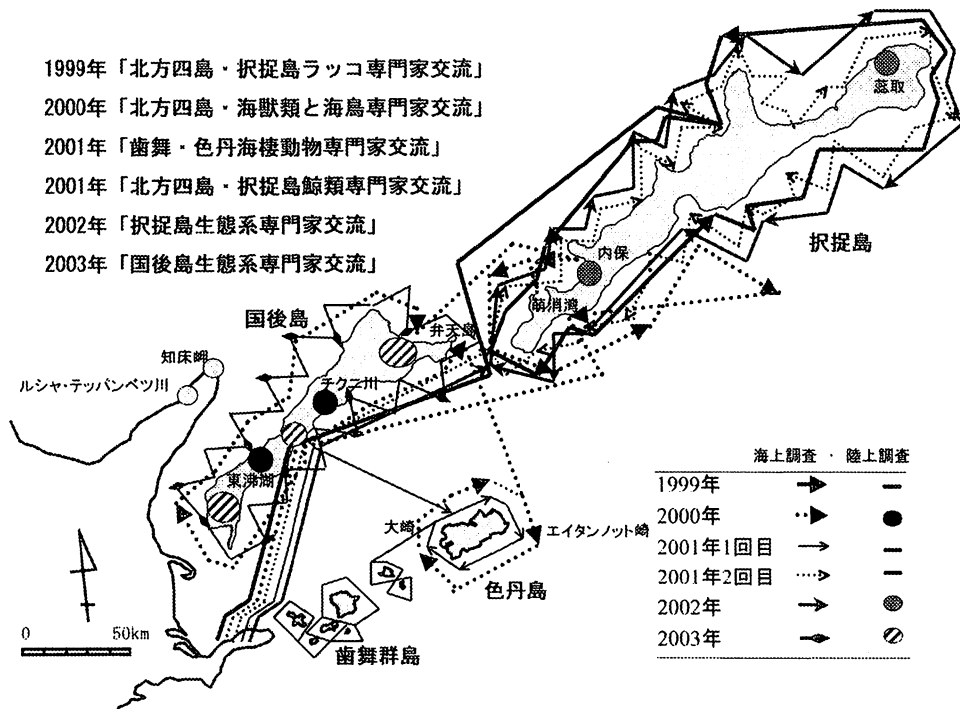 1999年「北方四島・択捉島ラッコ専門家交流」
2000年「北方四島・海獣類と海鳥専門家交流」
2001年「歯舞・色丹海棲動物専門家交流」
2001年「北方四島・択捉島鯨類専門家交流」
2002年「択捉島生態系専門家交流」
2003年「国後島生態系専門家交流」
蘂取
択捉島
内保
萌消湾
国後島
弁天島
知床岬
ルシャ・テッパンベツ川
チクニ川
東沸湖
大崎
エイタンノット崎
色丹島
歯舞群島
0 50km
海上調査・陸上調査
1999年 ー
2000年
2001年1回目 ー
2001年2回目 ー
2002年
2003年